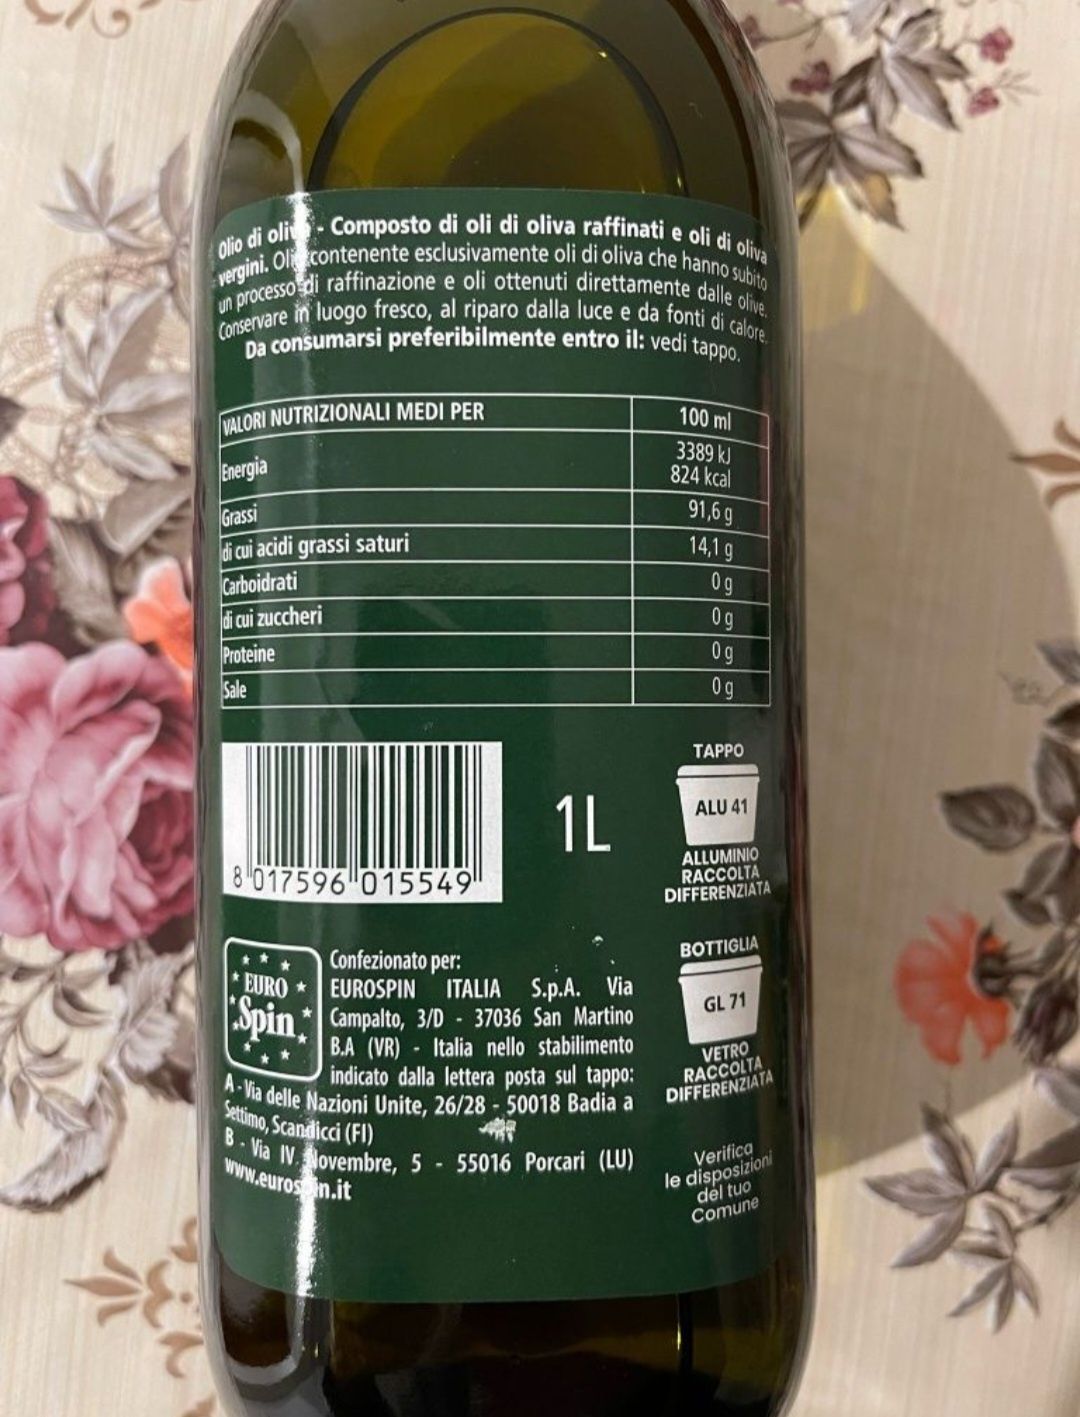 Olio di oliva - Composto di oli di oliva raffinati e oli di oliva
vergini. Olio contenente esclusivamente oli di oliva che hanno subito
un processo di raffinazione e oli ottenuti direttamente dalle olive.
Conservare in luogo fresco, al riparo dalla luce e da fonti di calore.
Da consumarsi preferibilmente entro il: vedi tappo.
VALORI NUTRIZIONALI MEDI PER 100 ml
Energia 3389 kJ
824 kcal
Grassi 91,6 g
di cui acidi grassi saturi 14,1 g
Carboidrati 0 g
di cui zuccheri 0 g
Proteine 0 g
Sale 0 g
8 017596 015549
1L
TAPPO
ALU 41
ALLUMINIO
RACCOLTA
DIFFERENZIATA
BOTTIGLIA
GL 71
VETRO
RACCOLTA
DIFFERENZIATA
Verifica
le disposizioni
del tuo
Comune
EURO
Spin
Confezionato per:
EUROSPIN ITALIA S.p.A. Via
Campalto, 3/D - 37036 San Martino
B.A (VR) - Italia nello stabilimento
indicato dalla lettera posta sul tappo:
A - Via delle Nazioni Unite, 26/28 - 50018 Badia a
Settimo, Scandicci (FI)
B - Via IV Novembre, 5 - 55016 Porcari (LU)
www.eurospin.it